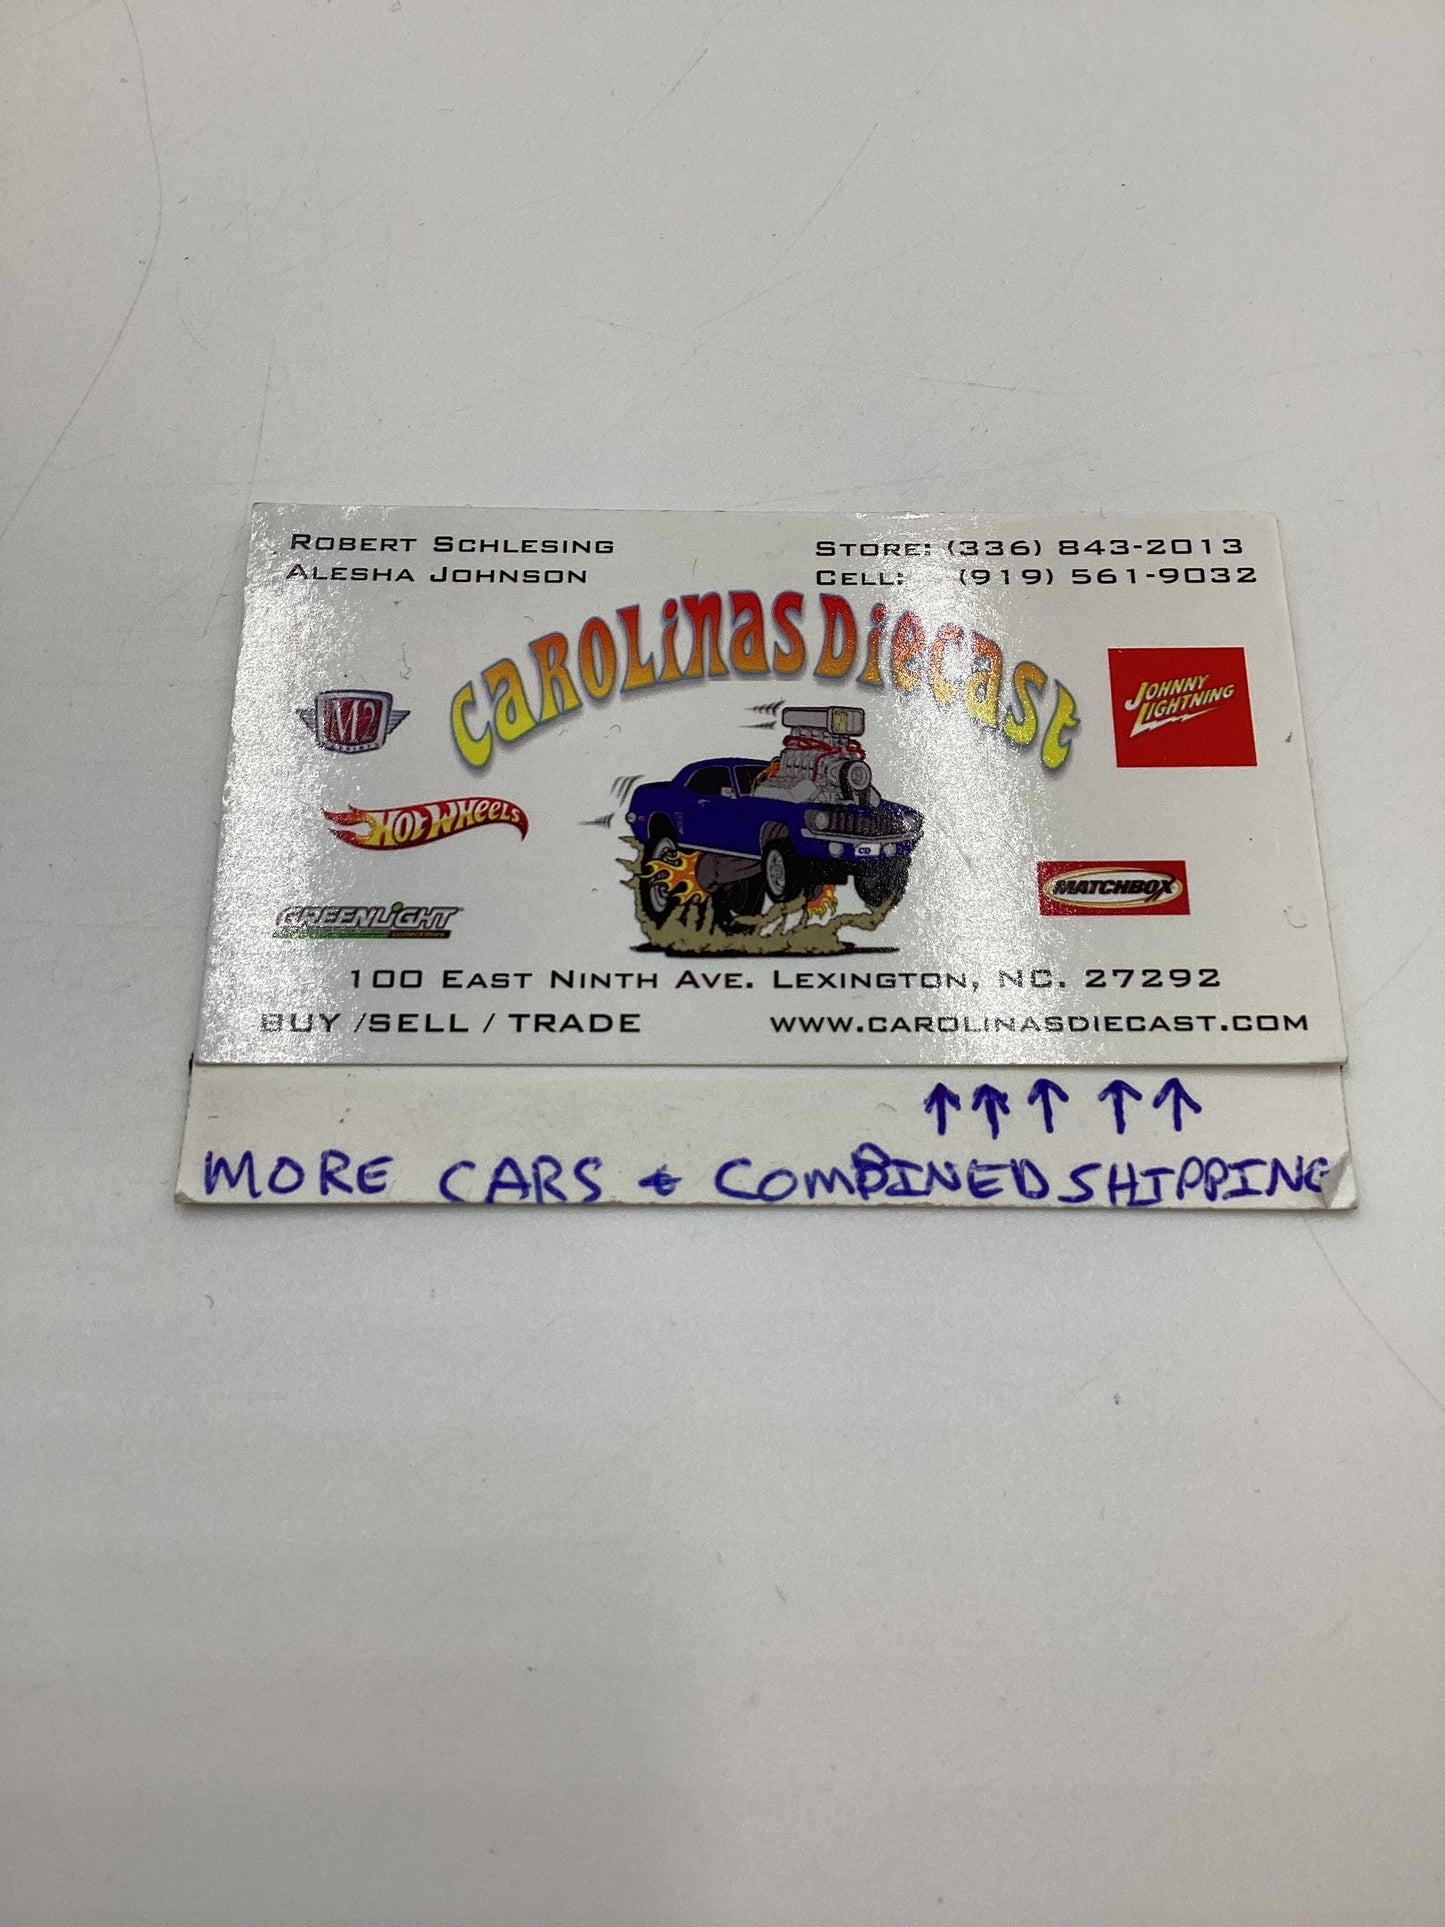 ROBERT SCHLESING
ALESHA JOHNSON
STORE: (336) 843-2013
CELL: (919) 561-9032
CAROLINAS DIECAST
M2
JOHNNY
LIGHTNING
HOT WHEELS
CD
MATCHBOX
GREENLIGHT
collectibles
100 EAST NINTH AVE. LEXINGTON, NC. 27292
BUY /SELL / TRADE
WWW.CAROLINASDIECAST.COM
↑ ↑ ↑ ↑ ↑
MORE CARS & COMBINED SHIPPING